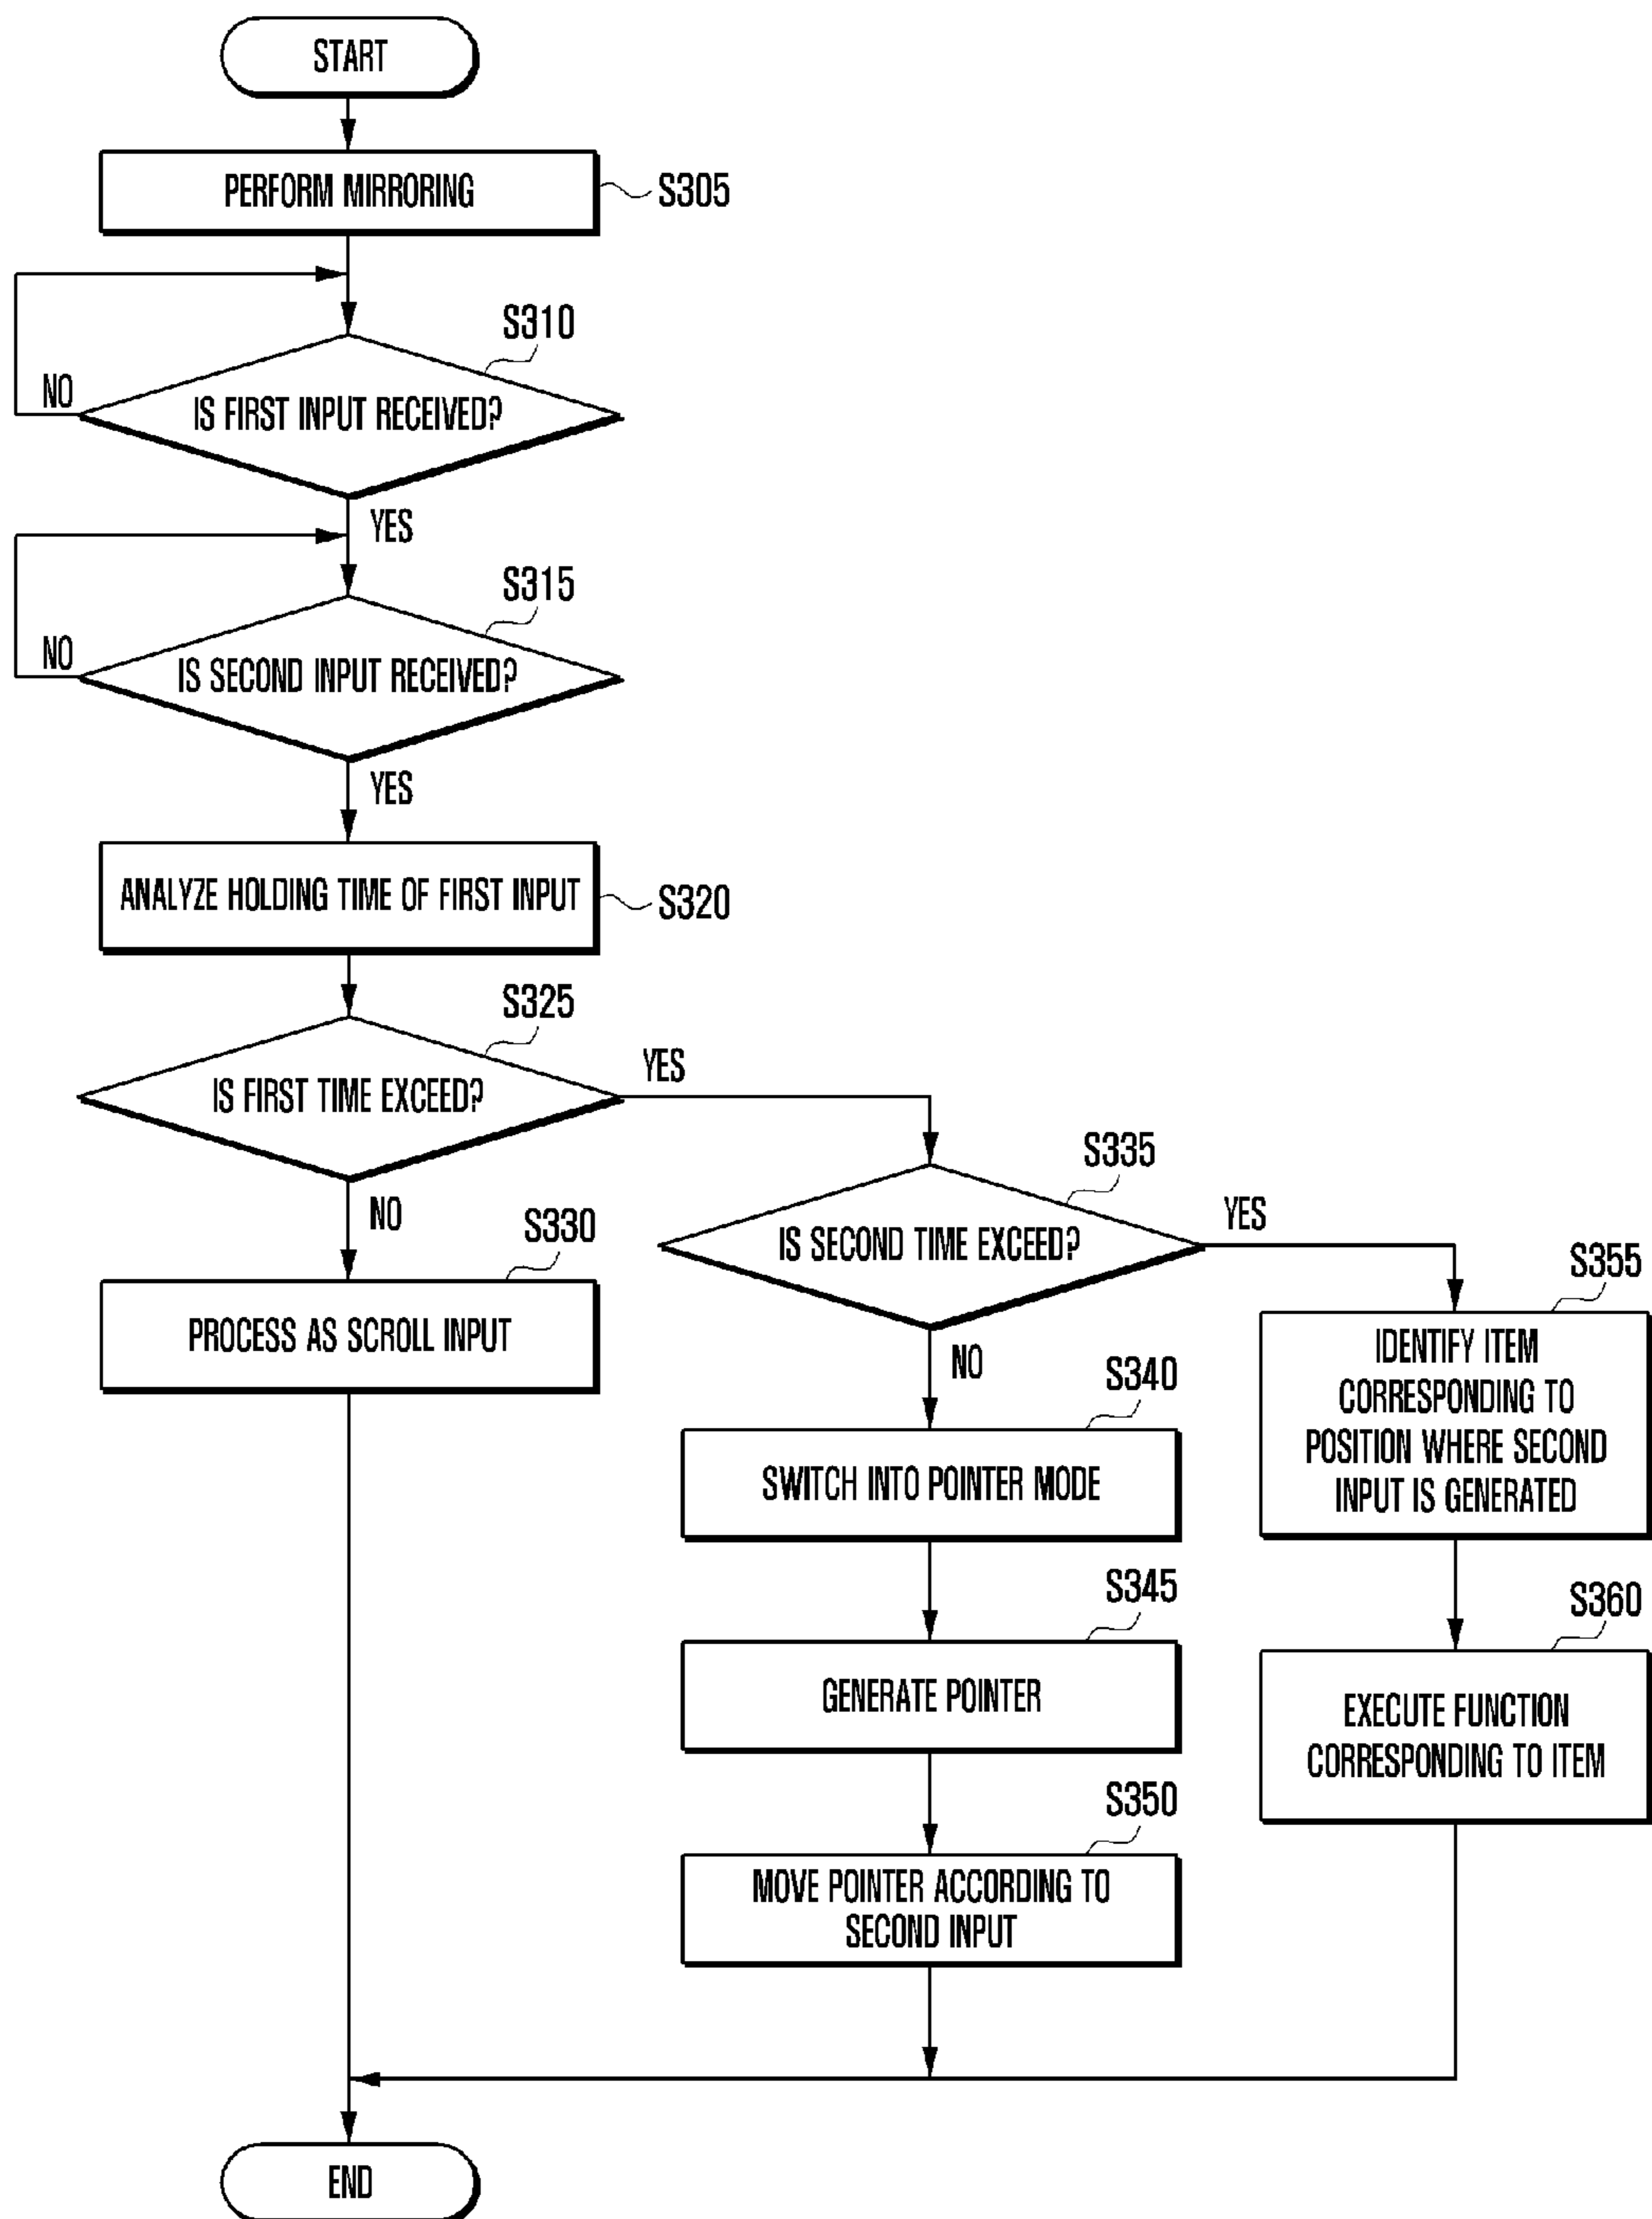 START
PERFORM MIRRORING
S305
S310
NO
IS FIRST INPUT RECEIVED?
YES
S315
NO
IS SECOND INPUT RECEIVED?
YES
ANALYZE HOLDING TIME OF FIRST INPUT
S320
S325
IS FIRST TIME EXCEED?
YES
NO
S330
PROCESS AS SCROLL INPUT
S335
IS SECOND TIME EXCEED?
YES
NO
S340
SWITCH INTO POINTER MODE
S345
GENERATE POINTER
S350
MOVE POINTER ACCORDING TO
SECOND INPUT
S355
IDENTIFY ITEM
CORRESPONDING TO
POSITION WHERE SECOND
INPUT IS GENERATED
S360
EXECUTE FUNCTION
CORRESPONDING TO ITEM
END